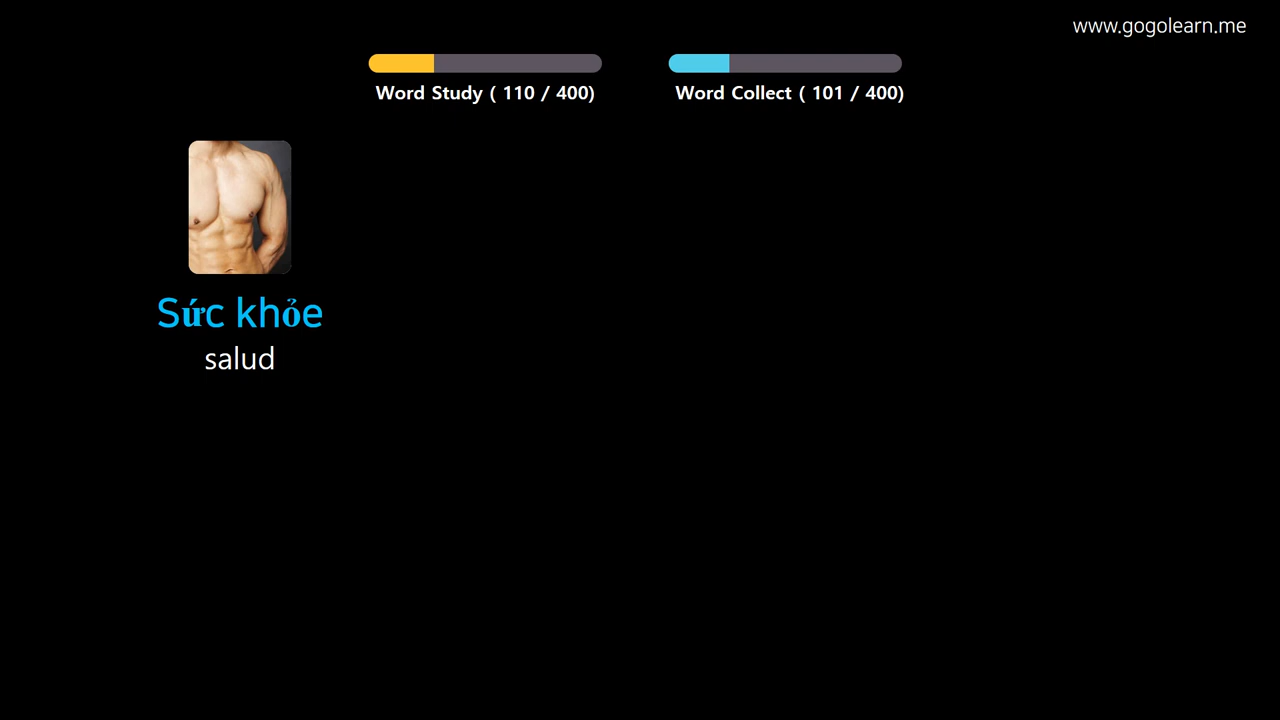 www.gogolearn.me
Word Study ( 110 / 400)
Word Collect ( 101 / 400)
Sức khỏe
salud